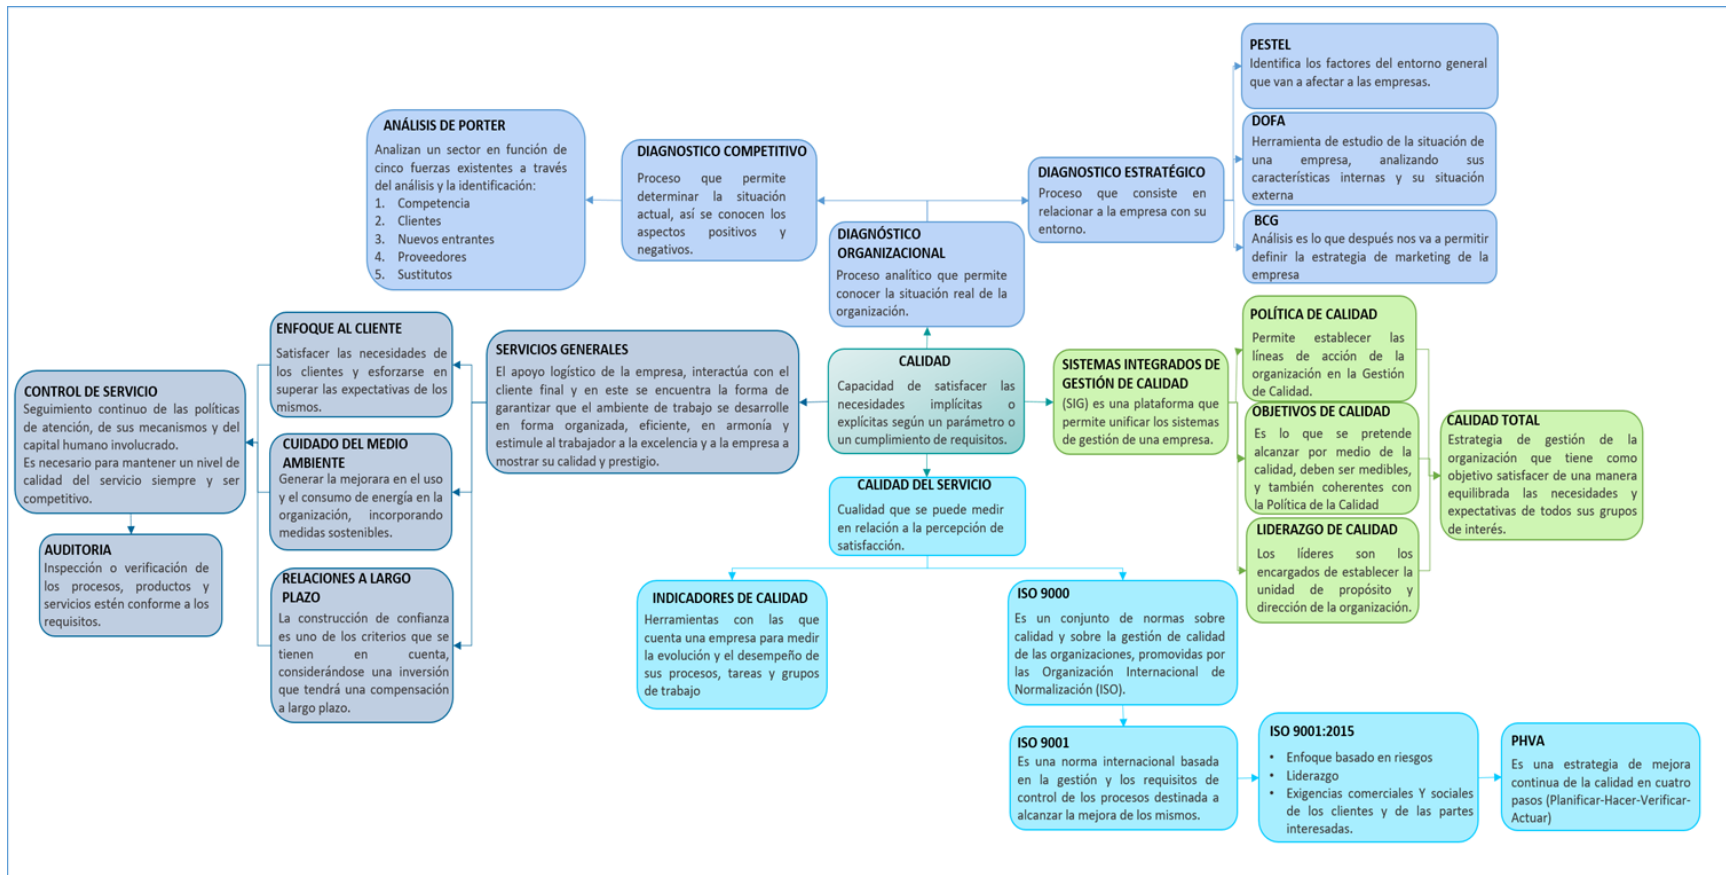 PESTEL
Identifica los factores del entorno general
que van a afectar a las empresas.
DOFA
Herramienta de estudio de la situación de
una empresa, analizando sus
características internas y su situación
externa
BCG
Análisis es lo que después nos va a permitir
definir la estrategia de marketing de la
empresa
ANÁLISIS DE PORTER
Analizan un sector en función de
cinco fuerzas existentes a través
del análisis y la identificación:
1. Competencia
2. Clientes
3. Nuevos entrantes
4. Proveedores
5. Sustitutos
DIAGNOSTICO COMPETITIVO
Proceso que permite
determinar la situación
actual, así se conocen los
aspectos positivos y
negativos.
DIAGNOSTICO ESTRATÉGICO
Proceso que consiste en
relacionar a la empresa con su
entorno.
DIAGNÓSTICO
ORGANIZACIONAL
Proceso analítico que permite
conocer la situación real de la
organización.
ENFOQUE AL CLIENTE
Satisfacer las necesidades de
los clientes y esforzarse en
superar las expectativas de los
mismos.
SERVICIOS GENERALES
El apoyo logístico de la empresa, interactúa con el
cliente final y en este se encuentra la forma de
garantizar que el ambiente de trabajo se desarrolle
en forma organizada, eficiente, en armonía y
estimule al trabajador a la excelencia y a la empresa a
mostrar su calidad y prestigio.
CALIDAD
Capacidad de satisfacer las
necesidades implícitas o
explícitas según un parámetro o
un cumplimiento de requisitos.
SISTEMAS INTEGRADOS DE
GESTIÓN DE CALIDAD
(SIG) es una plataforma que
permite unificar los sistemas
de gestión de una empresa.
POLÍTICA DE CALIDAD
Permite establecer las
líneas de acción de la
organización en la Gestión
de Calidad.
OBJETIVOS DE CALIDAD
Es lo que se pretende
alcanzar por medio de la
calidad, deben ser medibles,
y también coherentes con
la Política de la Calidad
LIDERAZGO DE CALIDAD
Los líderes son los
encargados de establecer la
unidad de propósito y
dirección de la organización.
CALIDAD TOTAL
Estrategia de gestión de la
organización que tiene como
objetivo satisfacer de una manera
equilibrada las necesidades y
expectativas de todos sus grupos
de interés.
CONTROL DE SERVICIO
Seguimiento continuo de las políticas
de atención, de sus mecanismos y del
capital humano involucrado.
Es necesario para mantener un nivel de
calidad del servicio siempre y ser
competitivo.
CUIDADO DEL MEDIO
AMBIENTE
Generar la mejorara en el uso
y el consumo de energía en la
organización, incorporando
medidas sostenibles.
AUDITORIA
Inspección o verificación de
los procesos, productos y
servicios estén conforme a los
requisitos.
RELACIONES A LARGO
PLAZO
La construcción de confianza
es uno de los criterios que se
tienen en cuenta,
considerándose una inversión
que tendrá una compensación
a largo plazo.
CALIDAD DEL SERVICIO
Cualidad que se puede medir
en relación a la percepción de
satisfacción.
INDICADORES DE CALIDAD
Herramientas con las que
cuenta una empresa para medir
la evolución y el desempeño de
sus procesos, tareas y grupos
de trabajo
ISO 9000
Es un conjunto de normas sobre
calidad y sobre la gestión de calidad
de las organizaciones, promovidas por
las Organización Internacional de
Normalización (ISO).
ISO 9001
Es una norma internacional basada
en la gestión y los requisitos de
control de los procesos destinada a
alcanzar la mejora de los mismos.
ISO 9001:2015
• Enfoque basado en riesgos
• Liderazgo
• Exigencias comerciales Y sociales
de los clientes y de las partes
interesadas.
PHVA
Es una estrategia de mejora
continua de la calidad en cuatro
pasos (Planificar-Hacer-Verificar-
Actuar)